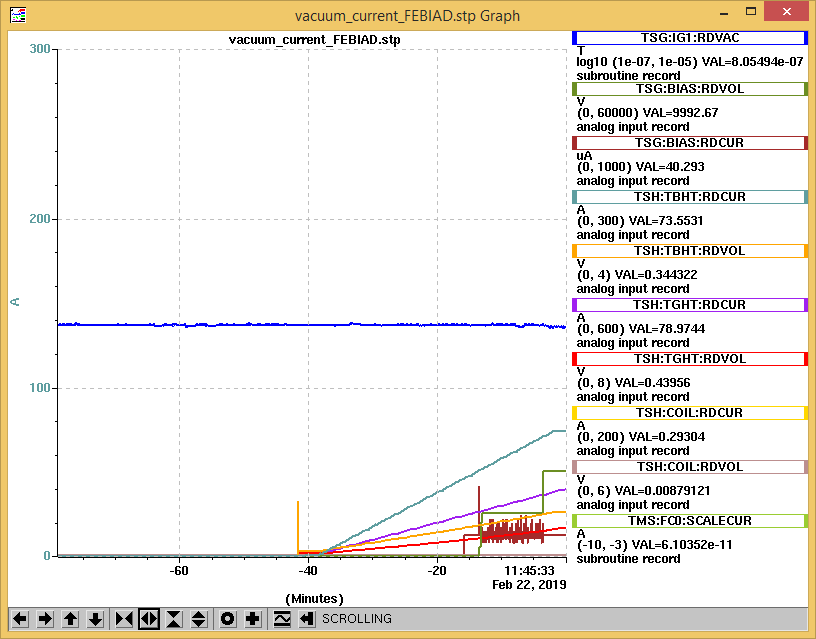 vacuum_current_FEBIAD.stp Graph
vacuum_current_FEBIAD.stp
300
200
100
0
A
-60
-40
-20
11:45:33
Feb 22, 2019
(Minutes)
TSG:IG1:RDVAC
T
log10 (1e-07, 1e-05) VAL=8.05494e-07
subroutine record
TSG:BIAS:RDVOL
V
(0, 60000) VAL=9992.67
analog input record
TSG:BIAS:RDCUR
uA
(0, 1000) VAL=40.293
analog input record
TSH:TBHT:RDCUR
A
(0, 300) VAL=73.5531
analog input record
TSH:TBHT:RDVOL
V
(0, 4) VAL=0.344322
analog input record
TSH:TGHT:RDCUR
A
(0, 600) VAL=78.9744
analog input record
TSH:TGHT:RDVOL
V
(0, 8) VAL=0.43956
analog input record
TSH:COIL:RDCUR
A
(0, 200) VAL=0.29304
analog input record
TSH:COIL:RDVOL
V
(0, 6) VAL=0.00879121
analog input record
TMS:FC0:SCALECUR
A
(-10, -3) VAL=6.10352e-11
subroutine record
SCROLLING